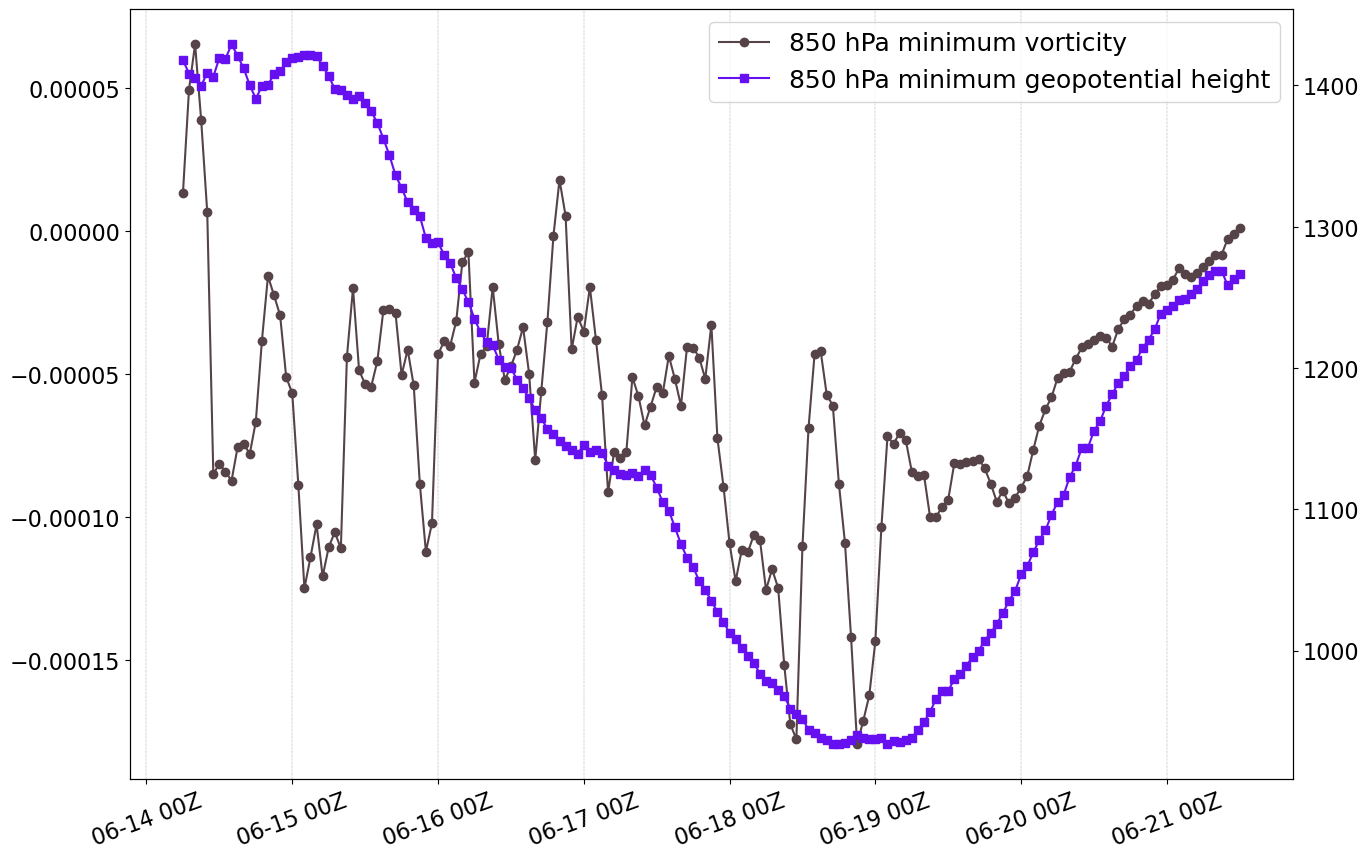 850 hPa minimum vorticity
850 hPa minimum geopotential height
0.00005
0.00000
−0.00005
−0.00010
−0.00015
1400
1300
1200
1100
1000
06-14 00Z
06-15 00Z
06-16 00Z
06-17 00Z
06-18 00Z
06-19 00Z
06-20 00Z
06-21 00Z